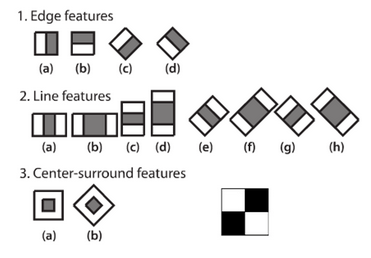 1. Edge features
(a) (b) (c) (d)
2. Line features
(a) (b) (c) (d) (e) (f) (g) (h)
3. Center-surround features
(a) (b)